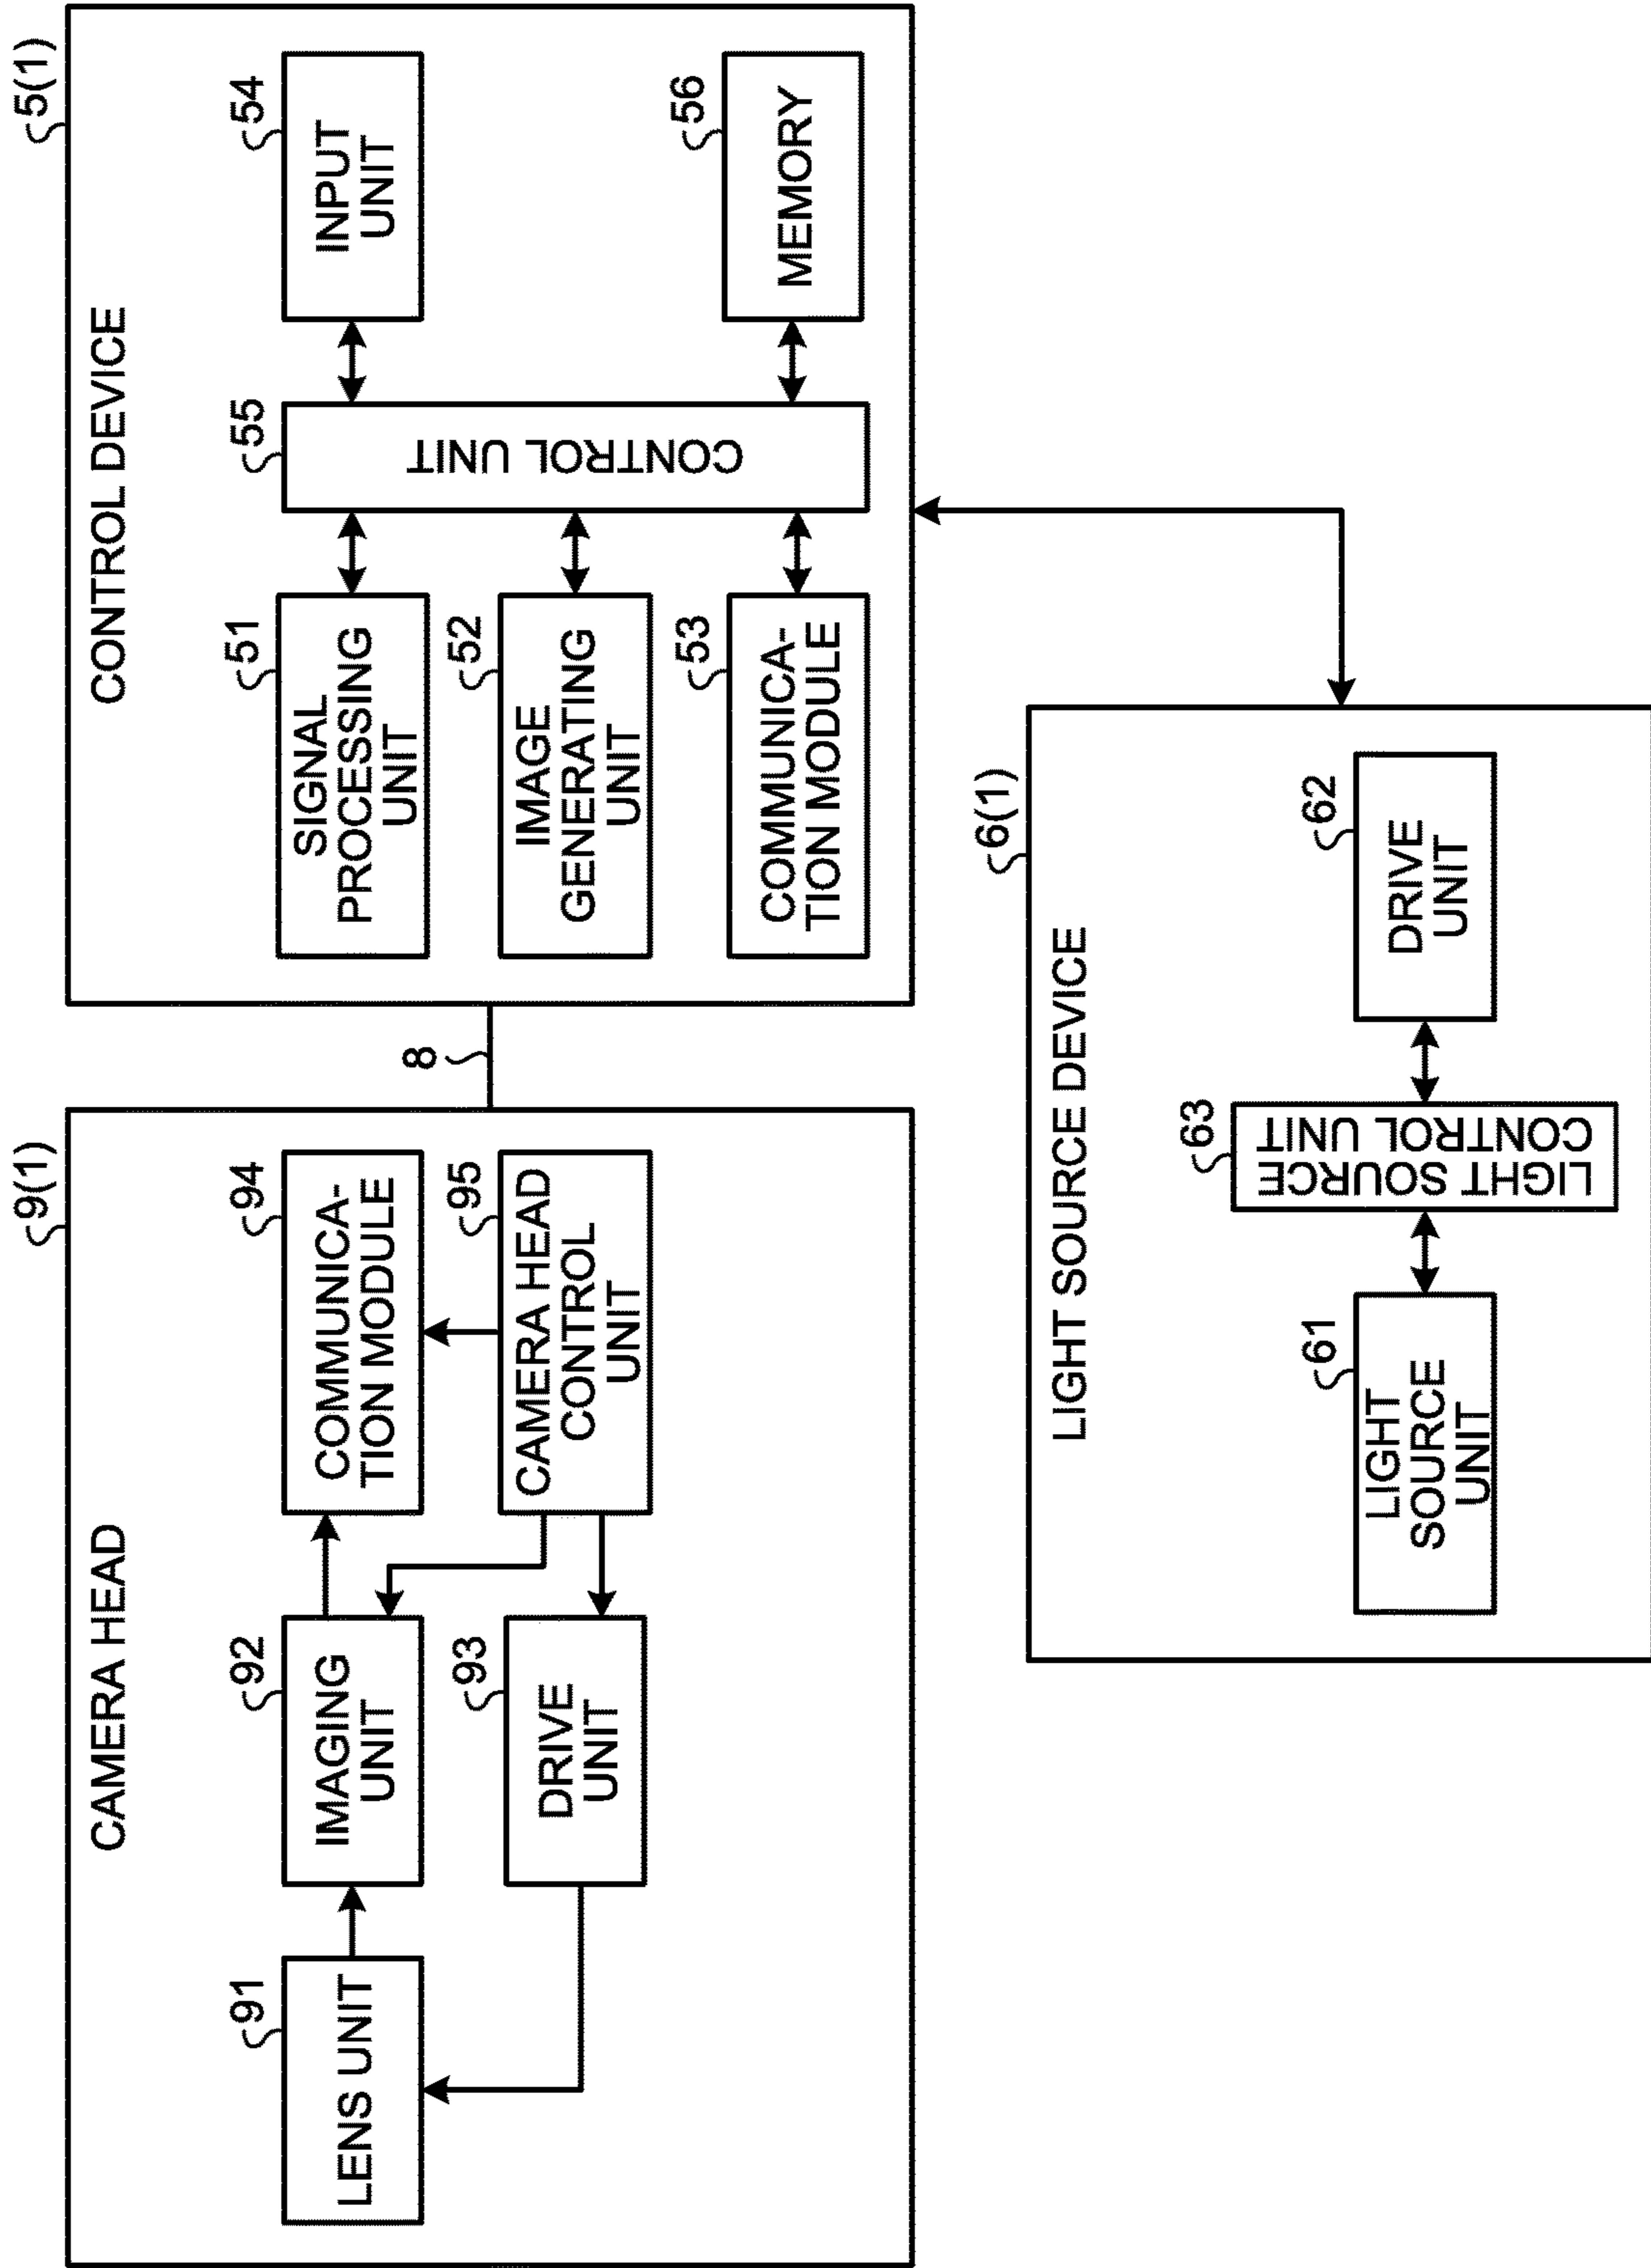 9(1)
CAMERA HEAD
91
LENS UNIT
92
IMAGING
UNIT
93
DRIVE
UNIT
94
COMMUNICA-
TION MODULE
95
CAMERA HEAD
CONTROL
UNIT
8
5(1)
CONTROL DEVICE
51
SIGNAL
PROCESSING
UNIT
52
IMAGE
GENERATING
UNIT
53
COMMUNICA-
TION MODULE
55
CONTROL UNIT
54
INPUT
UNIT
56
MEMORY
6(1)
LIGHT SOURCE DEVICE
61
LIGHT
SOURCE
UNIT
63
LIGHT SOURCE
CONTROL UNIT
62
DRIVE
UNIT